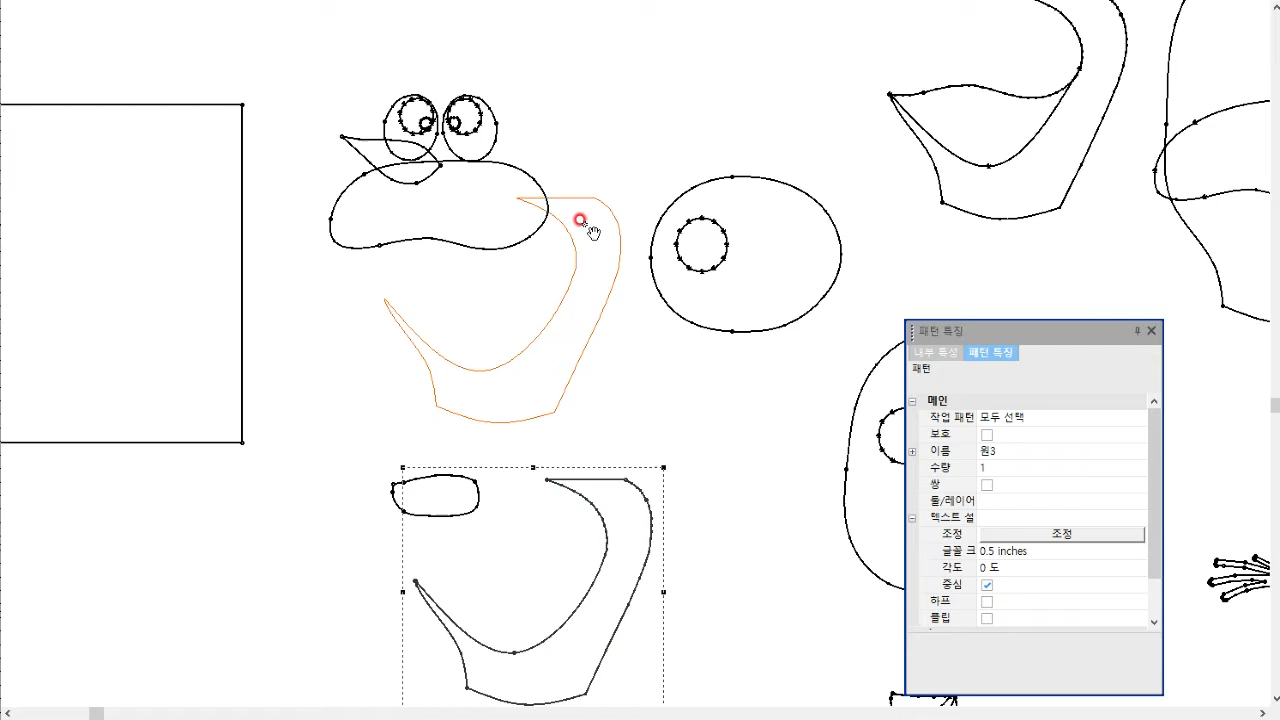 패턴 특징
내부 특성 패턴 특징
패턴
메인
작업 패턴 모두 선택
보호
이름 원3
수량 1
쌍
툴/레이어
텍스트 설
조정 조정
글꼴 크 0.5 inches
각도 0 도
중심
하프
플립